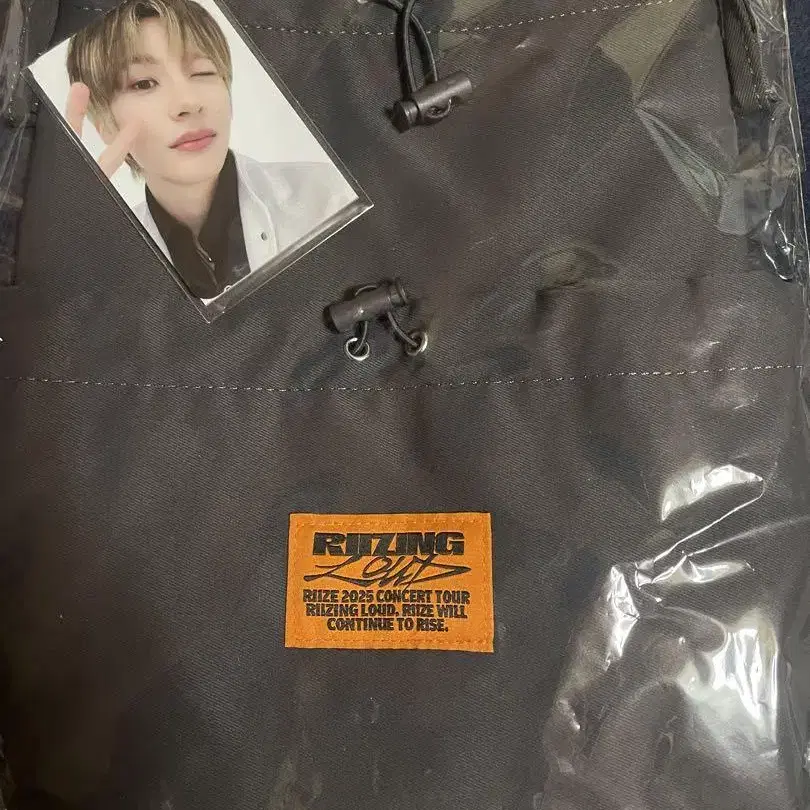 RIIZING
LOUD
RIIZE 2025 CONCERT TOUR
RIIZING LOUD. RIIZE WILL
CONTINUE TO RISE.